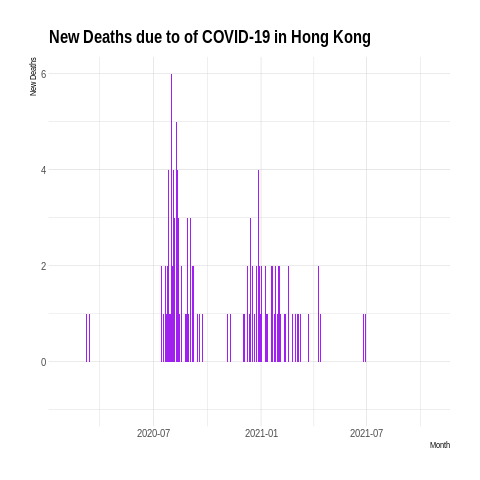 New Deaths due to of COVID-19 in Hong Kong
New Deaths
6
4
2
0
2020-07
2021-01
2021-07
Month